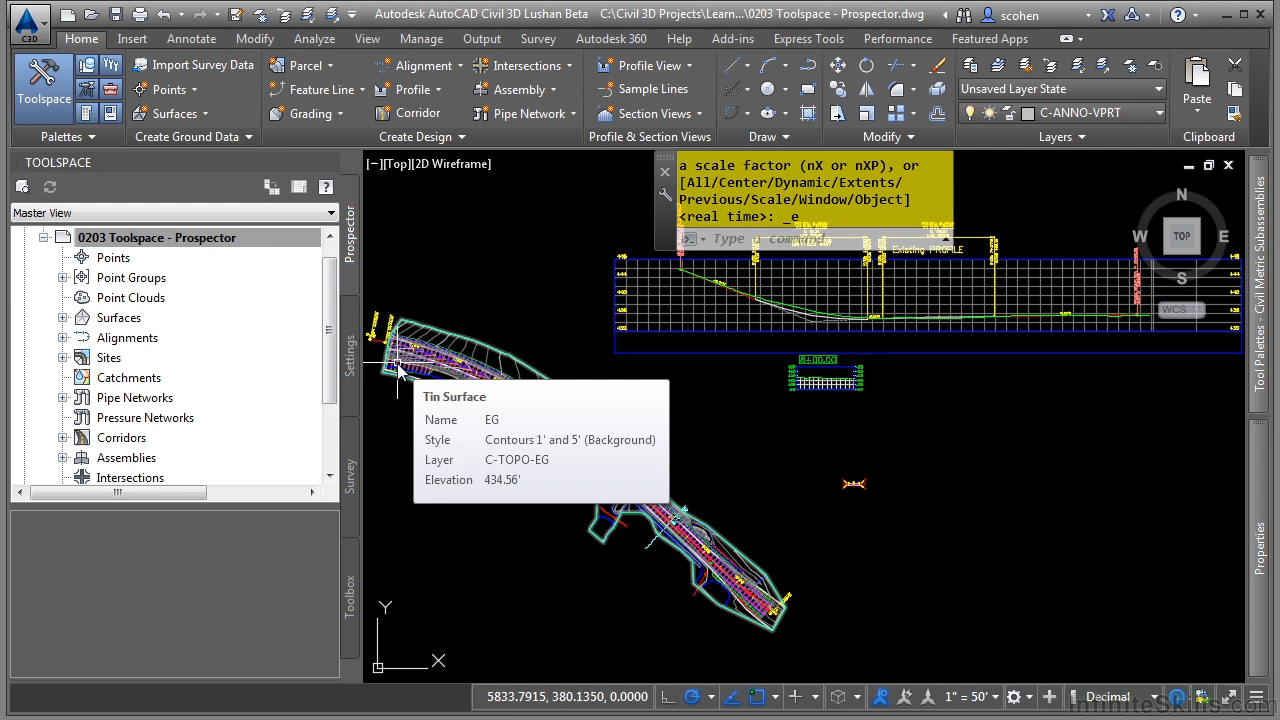 Autodesk AutoCAD Civil 3D Lushan Beta C:\Civil 3D Projects\Learn...\0203 Toolspace - Prospector.dwg scohen
C3D
Home Insert Annotate Modify Analyze View Manage Output Survey Autodesk 360 Help Add-ins Express Tools Performance Featured Apps
Toolspace
Import Survey Data
Points
Surfaces
Parcel
Feature Line
Grading
Alignment
Profile
Corridor
Intersections
Assembly
Pipe Network
Profile View
Sample Lines
Section Views
Unsaved Layer State
C-ANNO-VPRT
Paste
Palettes Create Ground Data Create Design Profile & Section Views Draw Modify Layers Clipboard
TOOLSPACE
Master View
0203 Toolspace - Prospector
Points
Point Groups
Point Clouds
Surfaces
Alignments
Sites
Catchments
Pipe Networks
Pressure Networks
Corridors
Assemblies
Intersections
Prospector
Settings
Survey
Toolbox
[−][Top][2D Wireframe]
a scale factor (nX or nXP), or
[All/Center/Dynamic/Extents/
Previous/Scale/Window/Object]
<real time>: _e
Type a comm
Existing PROFILE
8+00.00
N
W TOP E
S
WCS
Tin Surface
Name EG
Style Contours 1' and 5' (Background)
Layer C-TOPO-EG
Elevation 434.56'
Y
X
Tool Palettes - Civil Metric Subassemblies
Properties
5833.7915, 380.1350, 0.0000
1" = 50'
Decimal
InfiniteSkills.com